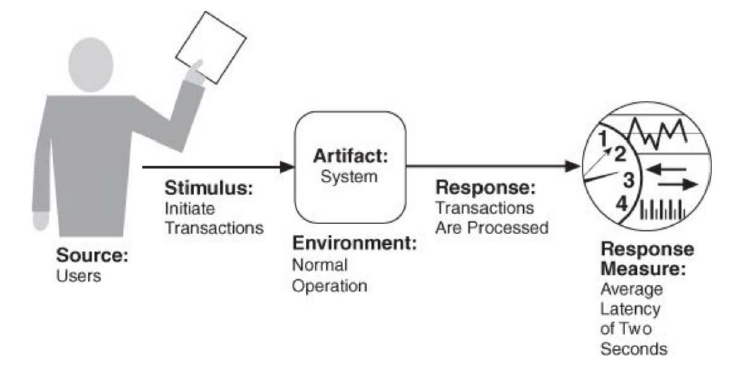 Artifact:
System
Stimulus:
Initiate
Transactions
Response:
Transactions
Are Processed
Source:
Users
Environment:
Normal
Operation
1
2
3
4
Response
Measure:
Average
Latency
of Two
Seconds